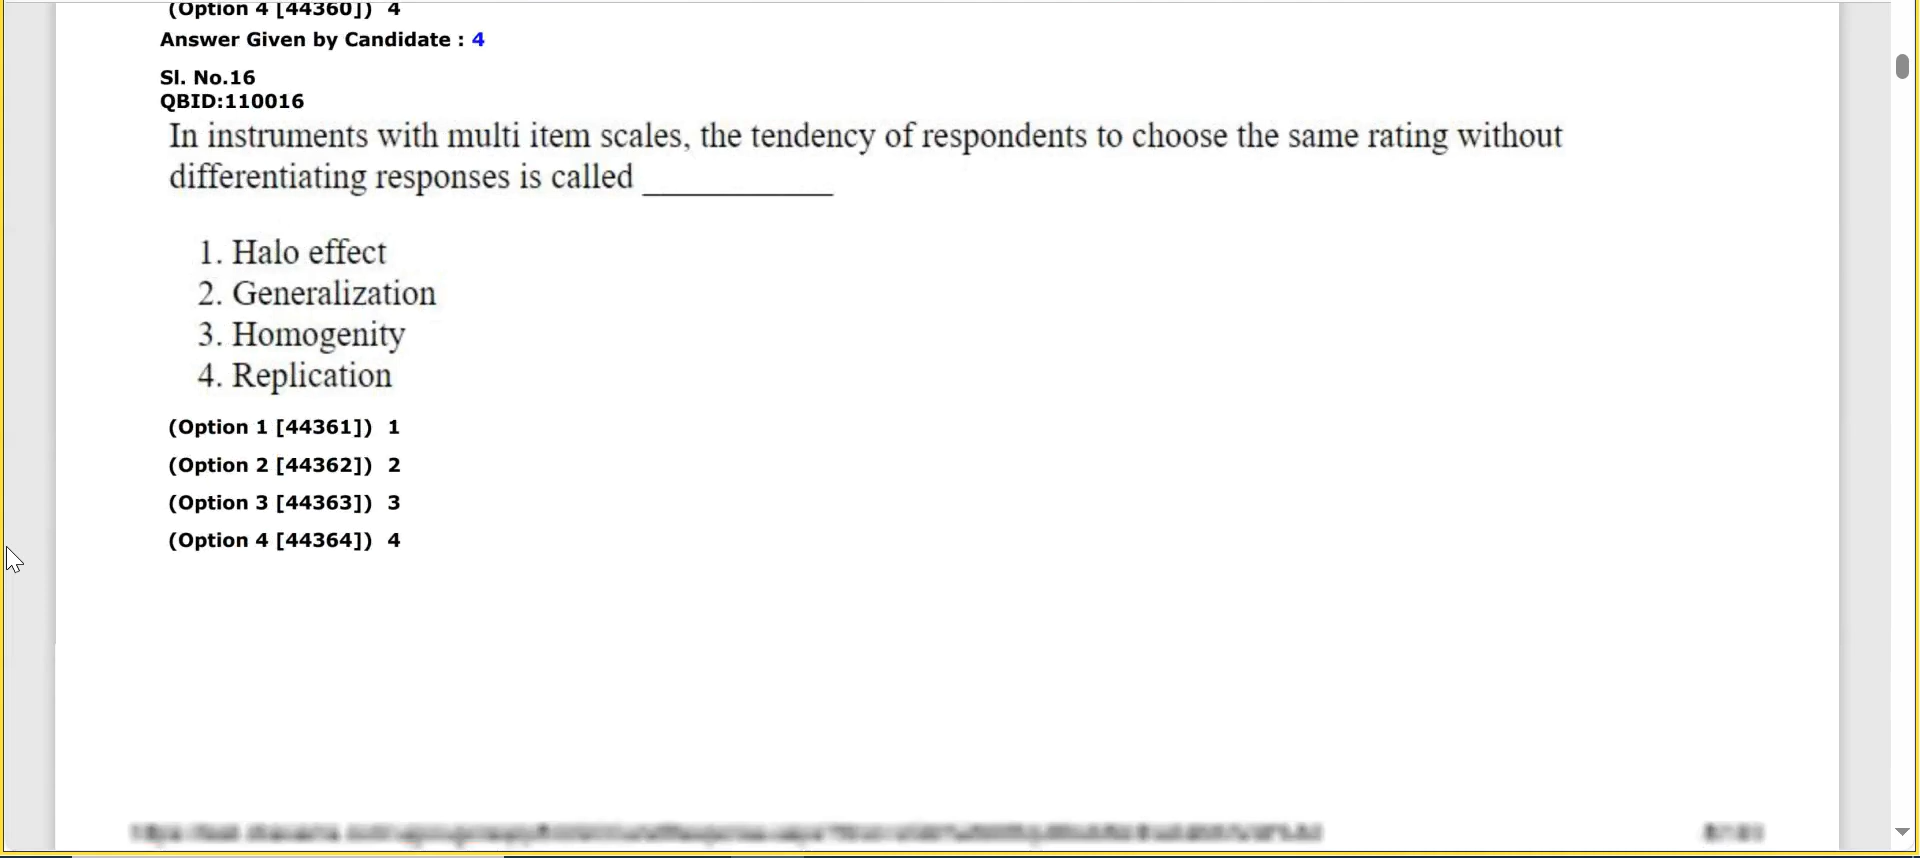 (Option 4 [44360]) 4
Answer Given by Candidate : 4
Sl. No.16
QBID:110016
In instruments with multi item scales, the tendency of respondents to choose the same rating without
differentiating responses is called ___________
1. Halo effect
2. Generalization
3. Homogenity
4. Replication
(Option 1 [44361]) 1
(Option 2 [44362]) 2
(Option 3 [44363]) 3
(Option 4 [44364]) 4